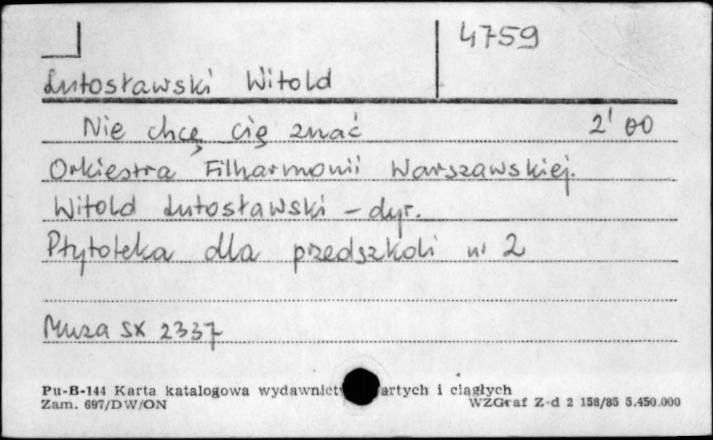 4759
Lutosławski Witold
Nie chcę cię znać 2' 00
Orkiestra Filharmonii Warszawskiej.
Witold Lutosławski - dyr.
Płytoteka dla przedszkoli nr 2
Muza SX 2337
Pu-B-144 Karta katalogowa wydawnict artych i ciągłych
Zam. 697/DW/ON WZGraf Z-d 2 158/85 5.450.000